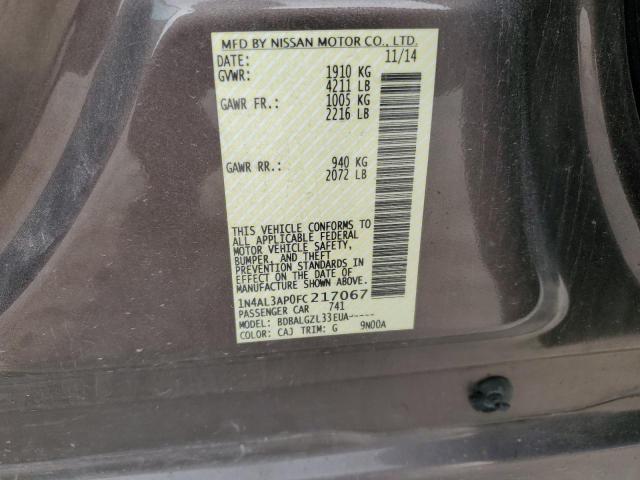 MFD BY NISSAN MOTOR CO., LTD.
DATE: 11/14
GVWR: 1910 KG
4211 LB
GAWR FR.: 1005 KG
2216 LB
GAWR RR.: 940 KG
2072 LB
THIS VEHICLE CONFORMS TO
ALL APPLICABLE FEDERAL
MOTOR VEHICLE SAFETY,
BUMPER, AND THEFT
PREVENTION STANDARDS IN
EFFECT ON THE DATE OF
MANUFACTURE SHOWN ABOVE.
1N4AL3AP0FC217067
PASSENGER CAR 741
MODEL: BDBALGZL33EUA-----
COLOR: CAJ TRIM: G 9N00A